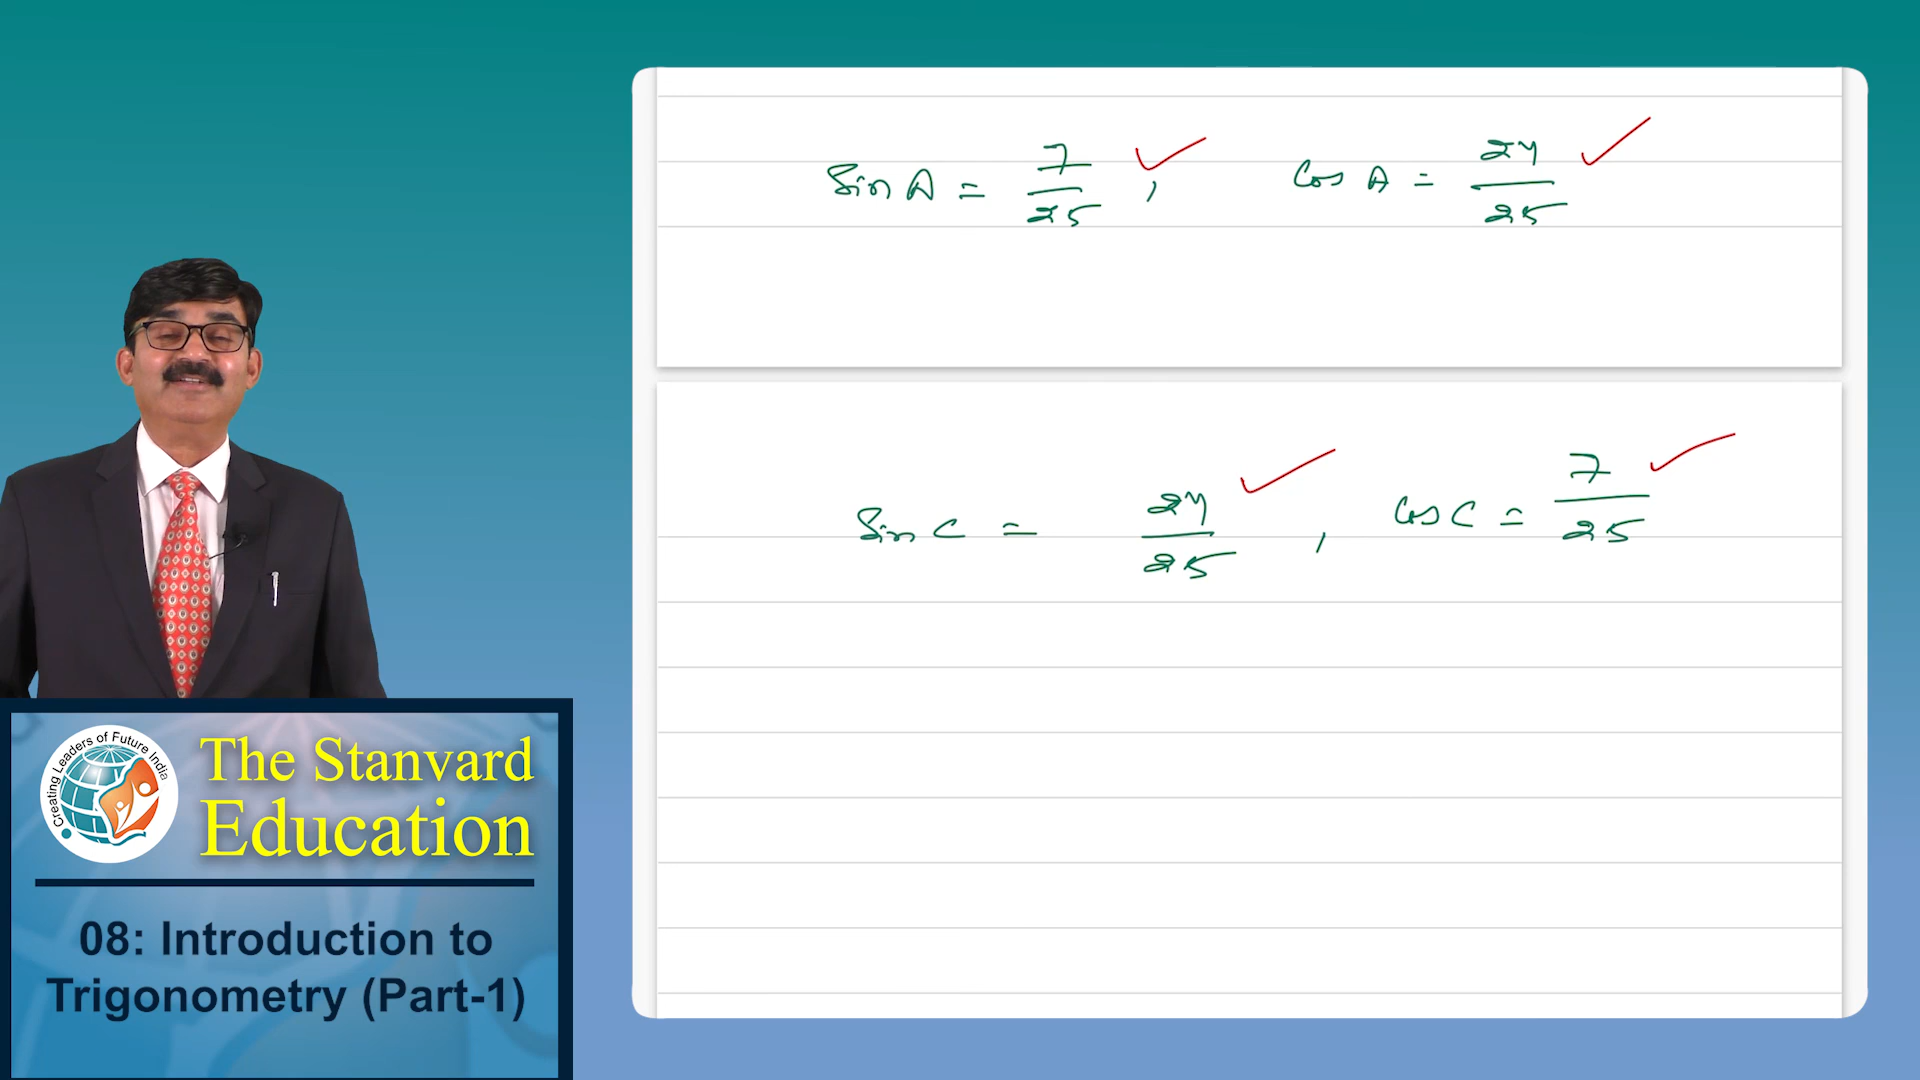 sin A = 7/25 , cos A = 24/25
sin C = 24/25 , cos C = 7/25
Creating Leaders of Future India
The Stanvard
Education
08: Introduction to
Trigonometry (Part-1)